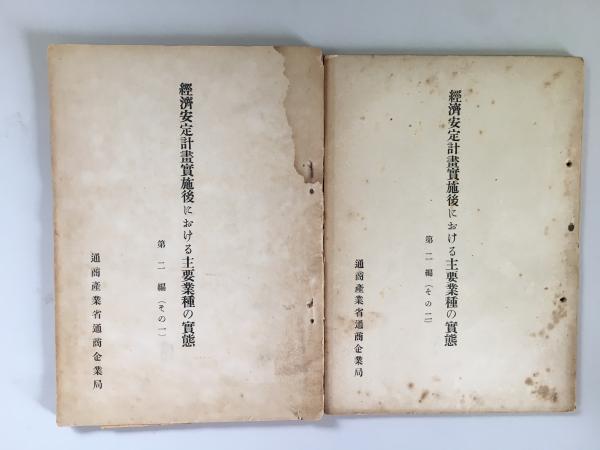 經濟安定計畫實施後における主要業種の實態
第二編（その一）
通商產業省通商企業局
經濟安定計畫實施後における主要業種の實態
第二編（その二）
通商產業省通商企業局